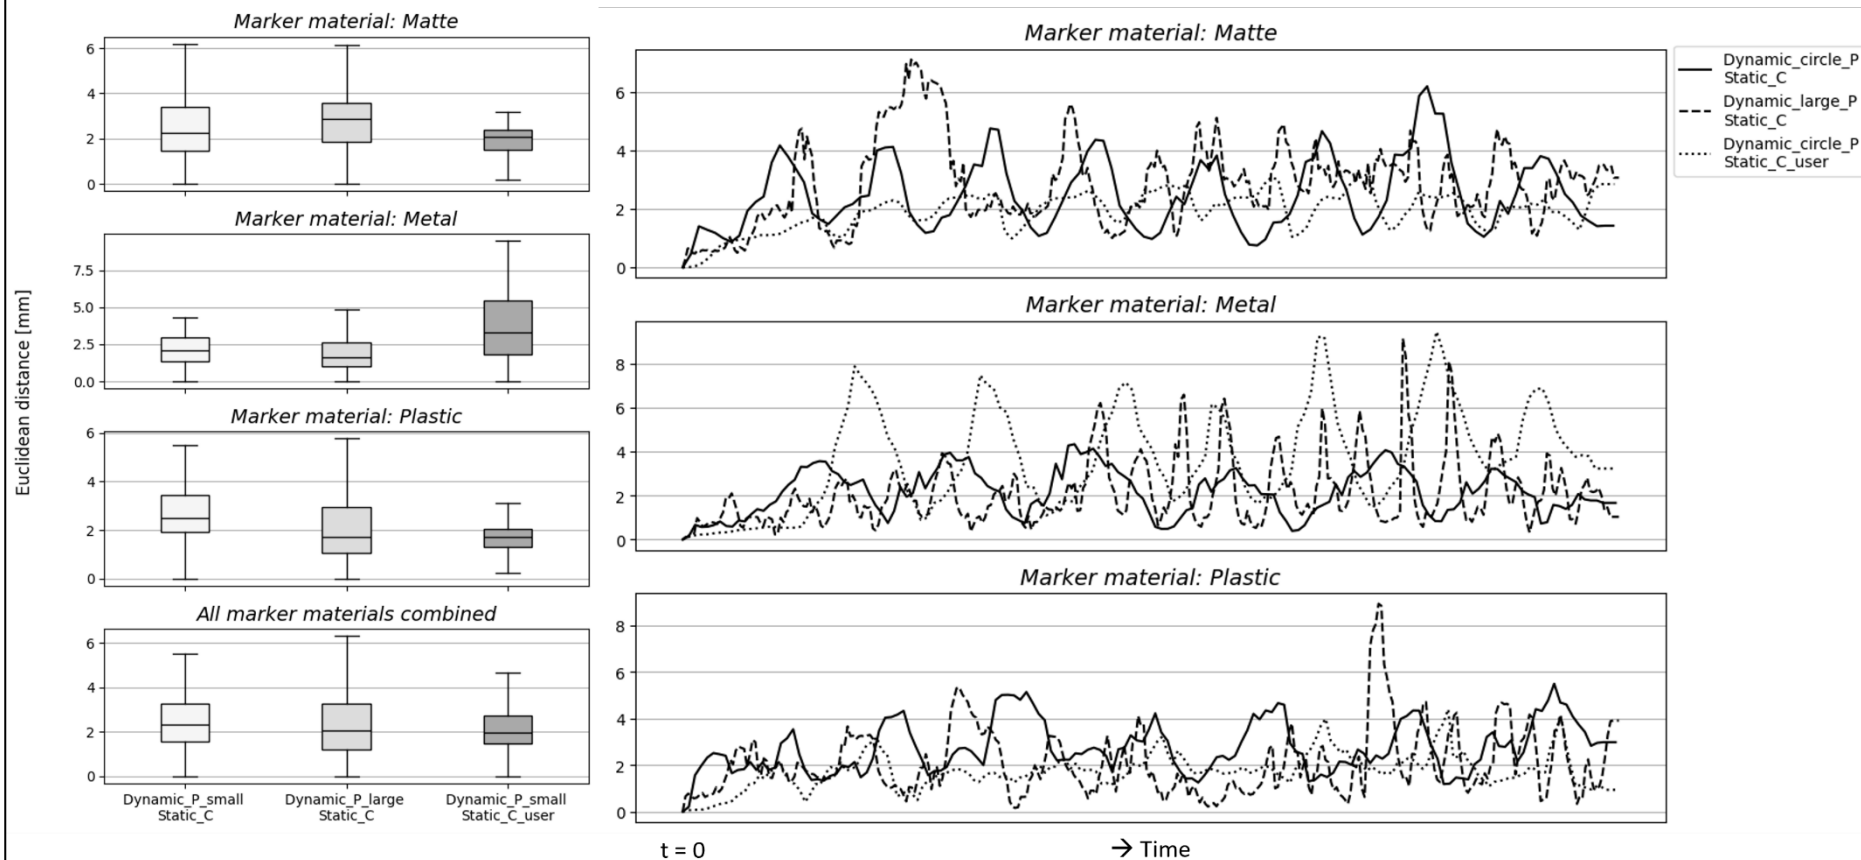 Euclidean distance [mm]
Marker material: Matte
6
4
2
0
Marker material: Metal
7.5
5.0
2.5
0.0
Marker material: Plastic
6
4
2
0
All marker materials combined
6
4
2
0
Dynamic_P_small
Static_C
Dynamic_P_large
Static_C
Dynamic_P_small
Static_C_user
Marker material: Matte
6
4
2
0
Marker material: Metal
8
6
4
2
0
Marker material: Plastic
8
6
4
2
0
t = 0
→ Time
Dynamic_circle_P
Static_C
Dynamic_large_P
Static_C
Dynamic_circle_P
Static_C_user